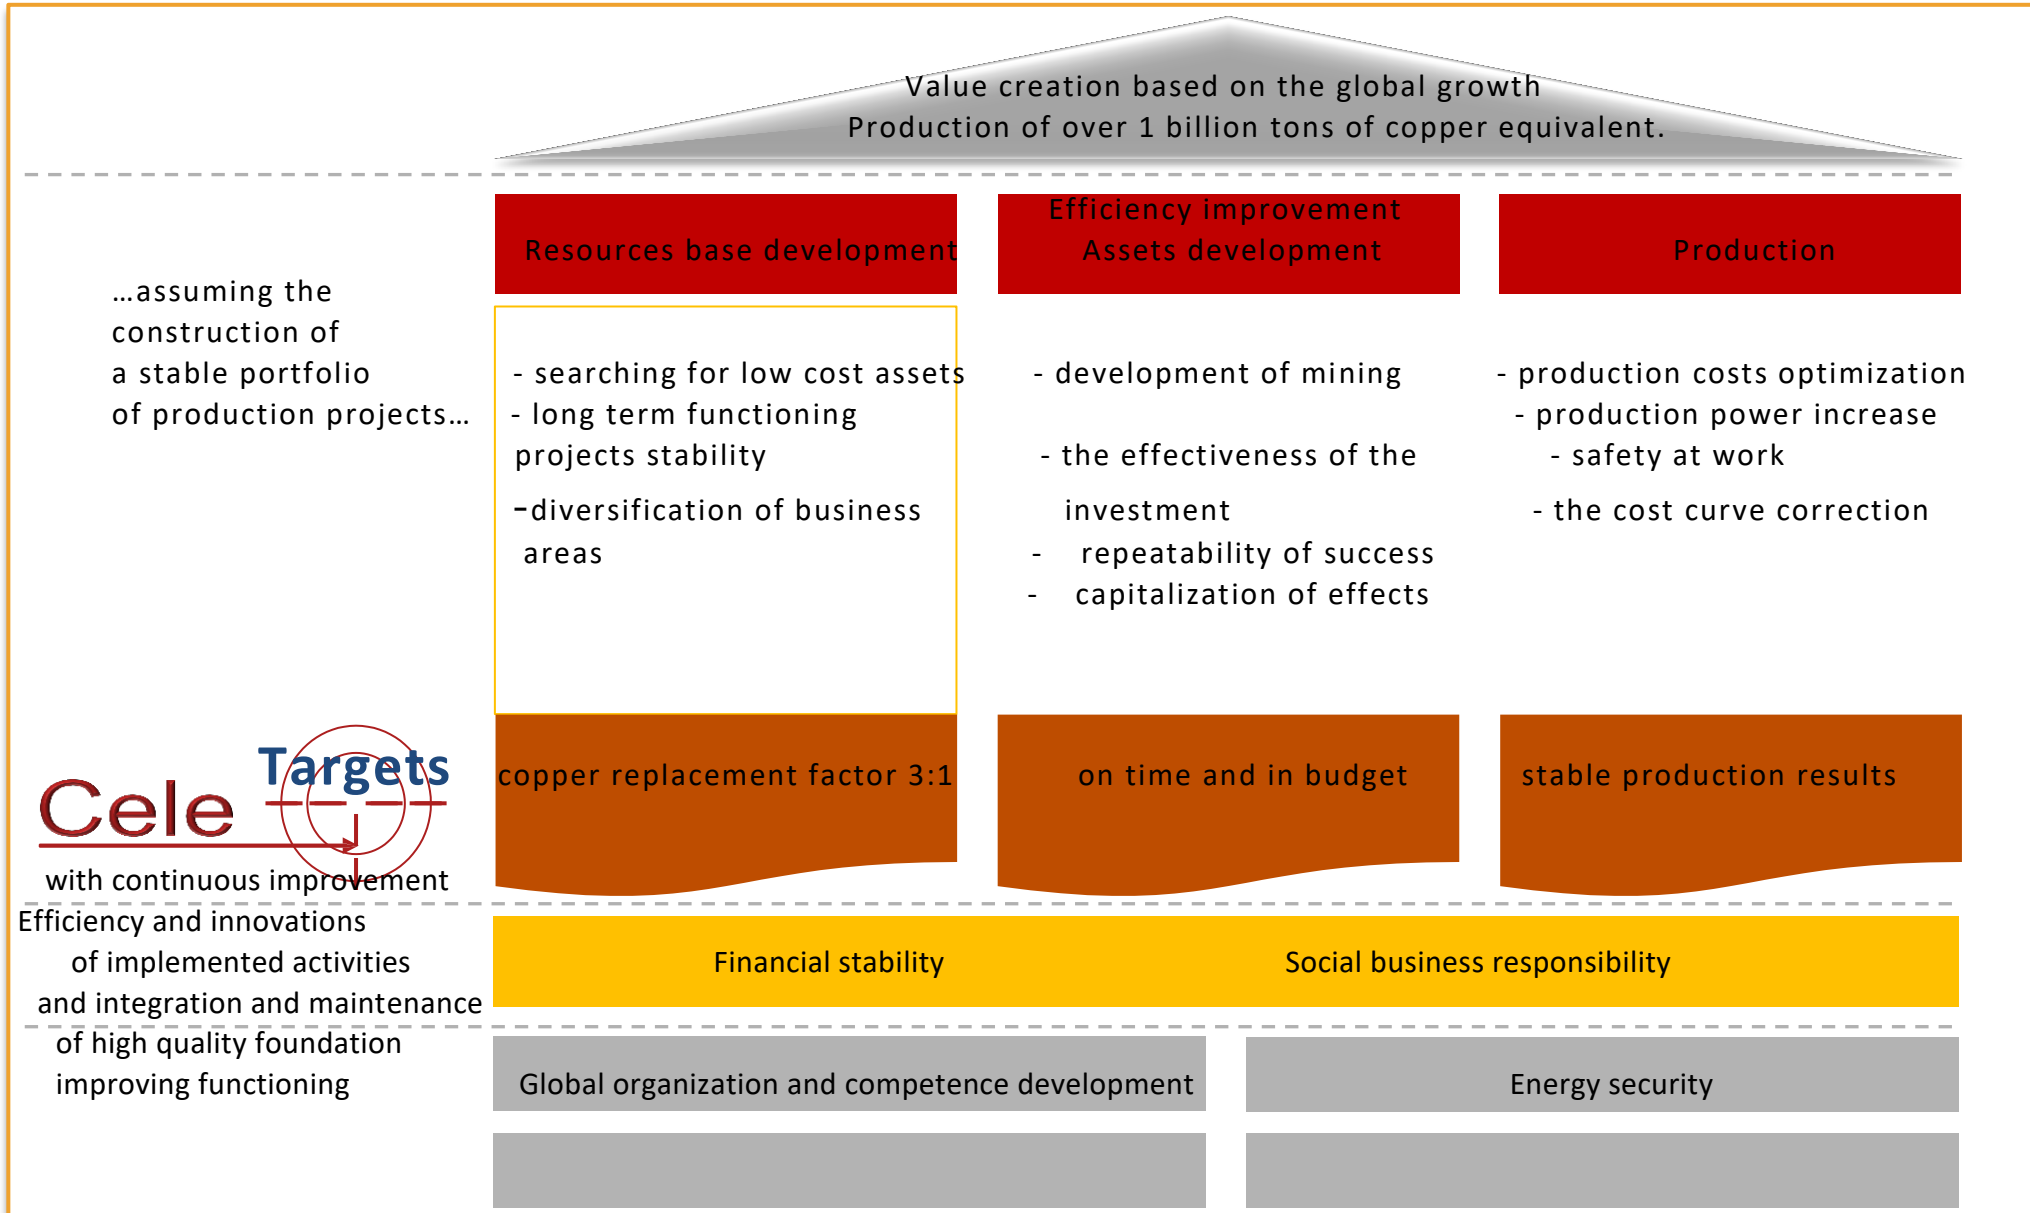 Value creation based on the global growth
Production of over 1 billion tons of copper equivalent.
Resources base development
Efficiency improvement
Assets development
Production
…assuming the
construction of
a stable portfolio
of production projects…
- searching for low cost assets
- long term functioning
projects stability
-diversification of business
areas
- development of mining
- the effectiveness of the
investment
- repeatability of success
- capitalization of effects
- production costs optimization
- production power increase
- safety at work
- the cost curve correction
Targets
Cele
copper replacement factor 3:1
on time and in budget
stable production results
with continuous improvement
Efficiency and innovations
of implemented activities
and integration and maintenance
of high quality foundation
improving functioning
Financial stability
Social business responsibility
Global organization and competence development
Energy security